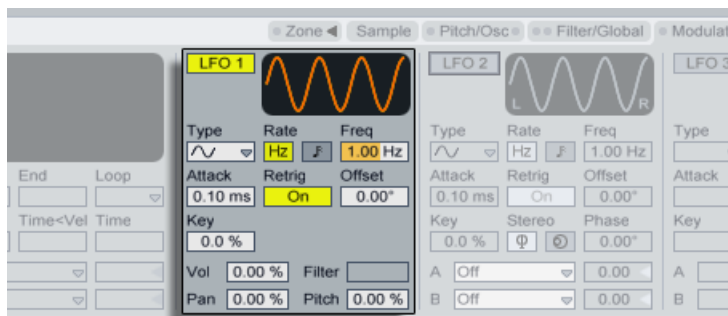 Zone Sample Pitch/Osc Filter/Global Modulat
LFO 1 LFO 2 LFO 3
L R
Type Rate Freq Type Rate Freq Type
Hz 1.00 Hz Hz 1.00 Hz
End Loop Attack Retrig Offset Attack Retrig Offset Attack
0.10 ms On 0.00° 0.10 ms On 0.00°
Time<Vel Time Key Key Stereo Phase Key
0.0 % 0.0 % Φ 0.00°
Vol 0.00 % Filter A Off 0.00 A
Pan 0.00 % Pitch 0.00 % B Off 0.00 B